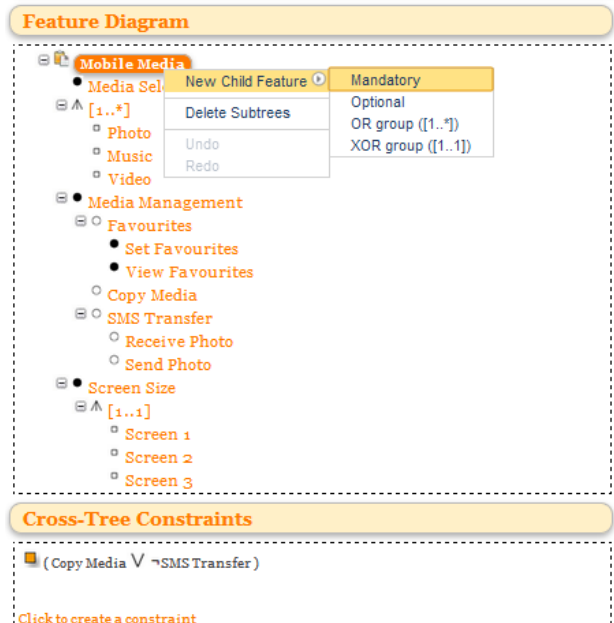 Feature Diagram
Mobile Media
Media Sel
New Child Feature
Mandatory
[1..*]
Delete Subtrees
Optional
Photo
OR group ([1..*])
Music
Undo
XOR group ([1..1])
Video
Redo
Media Management
Favourites
Set Favourites
View Favourites
Copy Media
SMS Transfer
Receive Photo
Send Photo
Screen Size
[1..1]
Screen 1
Screen 2
Screen 3
Cross-Tree Constraints
( Copy Media V ¬SMS Transfer )
Click to create a constraint